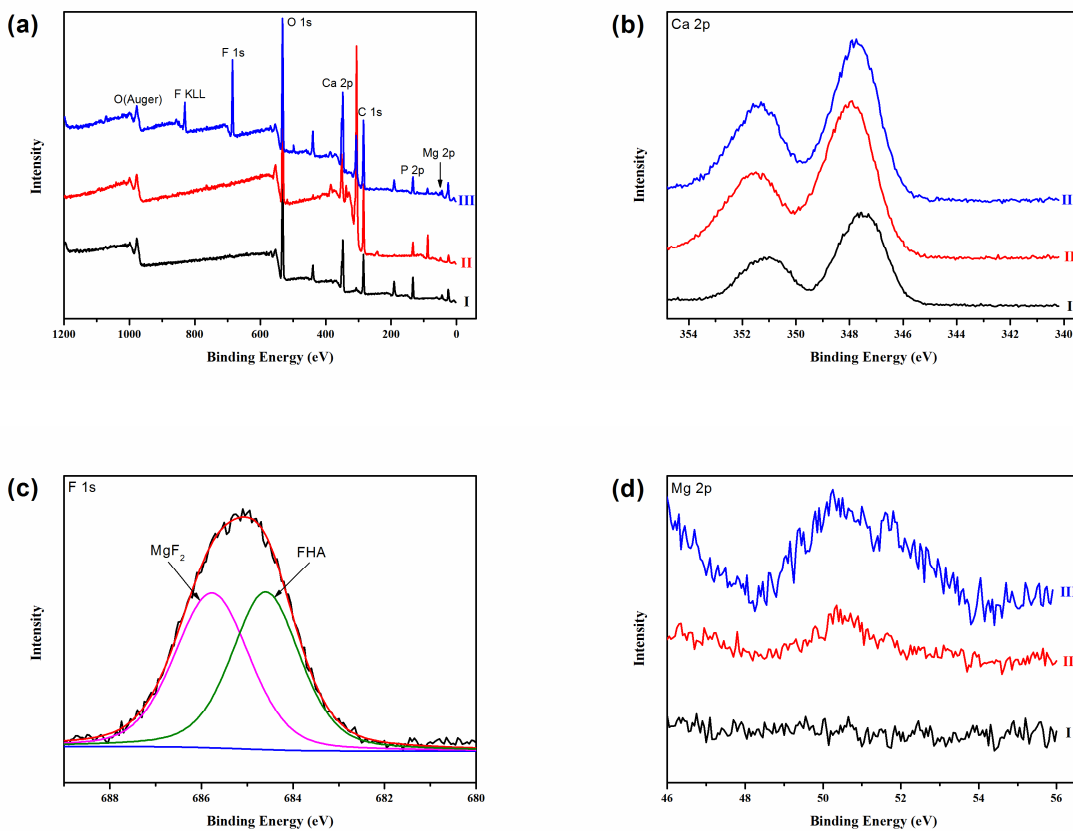 (a)
O(Auger)
F KLL
F 1s
O 1s
Ca 2p
C 1s
P 2p
Mg 2p
III
II
I
Intensity
1200 1000 800 600 400 200 0
Binding Energy (eV)
(b)
Ca 2p
II
II
I
Intensity
354 352 350 348 346 344 342 340
Binding Energy (eV)
(c)
F 1s
MgF2
FHA
Intensity
688 686 684 682 680
Binding Energy (eV)
(d)
Mg 2p
III
II
I
Intensity
46 48 50 52 54 56
Binding Energy (eV)